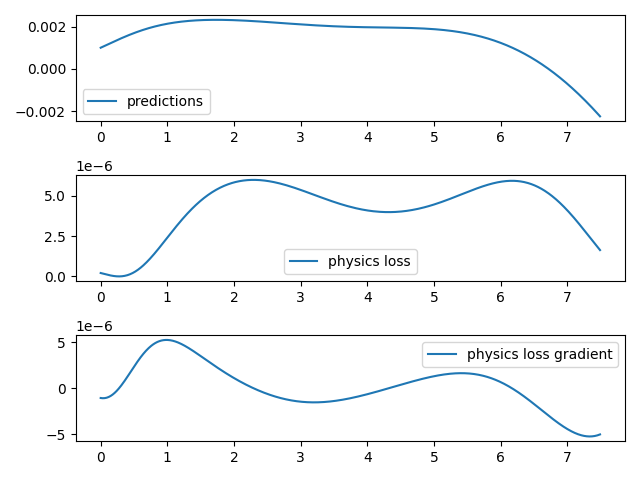 0.002
0.000
−0.002
predictions
0 1 2 3 4 5 6 7
1e−6
5.0
2.5
0.0
physics loss
0 1 2 3 4 5 6 7
1e−6
5
0
−5
physics loss gradient
0 1 2 3 4 5 6 7